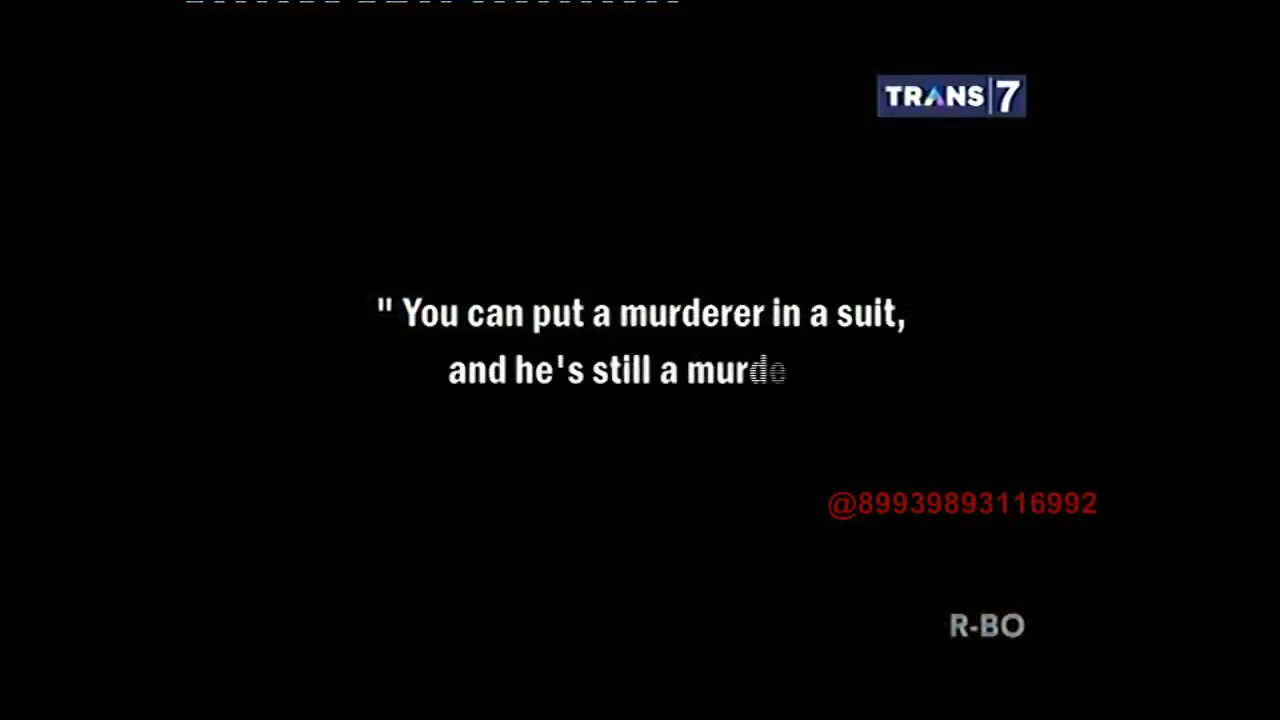 TRANS|7
" You can put a murderer in a suit,
and he's still a murde
@89939893116992
R-BO